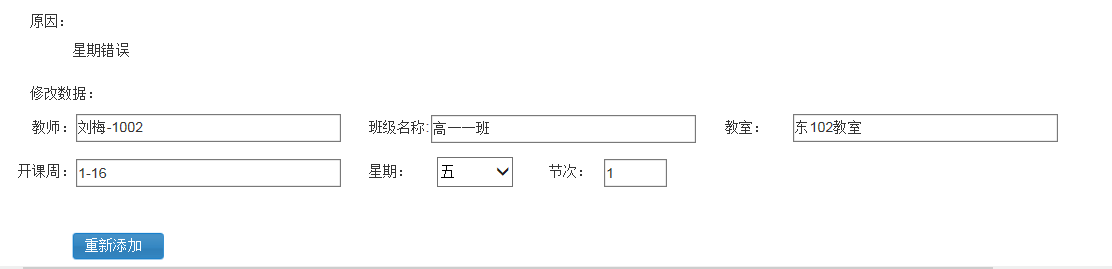 原因：
星期错误
修改数据：
教师： 刘梅-1002 班级名称: 高一一班 教室： 东102教室
开课周： 1-16 星期： 五 节次： 1
重新添加